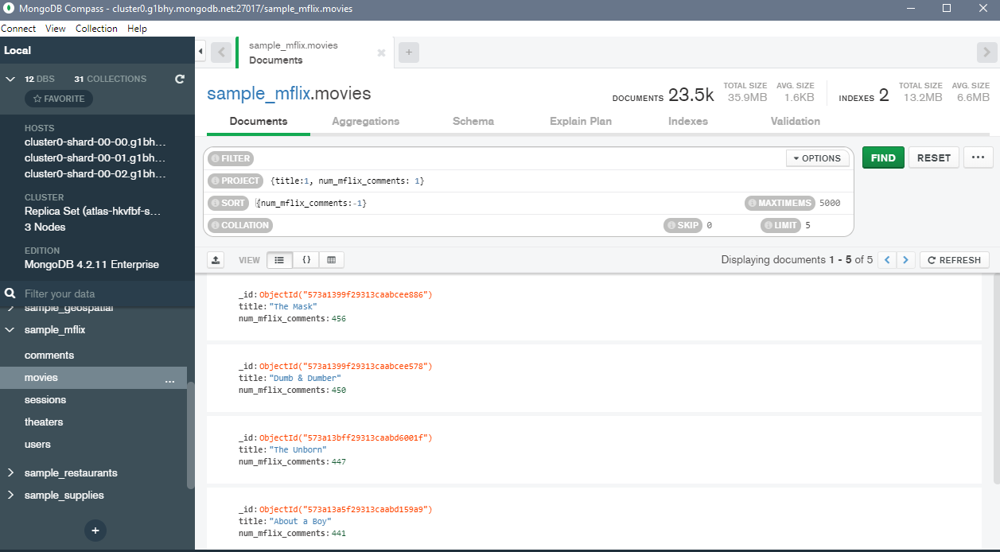 MongoDB Compass - cluster0.g1bhy.mongodb.net:27017/sample_mflix.movies
Connect View Collection Help
Local
12 DBS 31 COLLECTIONS
FAVORITE
HOSTS
cluster0-shard-00-00.g1bh...
cluster0-shard-00-01.g1bh...
cluster0-shard-00-02.g1bh...
CLUSTER
Replica Set (atlas-hkvfbf-s...
3 Nodes
EDITION
MongoDB 4.2.11 Enterprise
Filter your data
sample_geospatial
sample_mflix
comments
movies ...
sessions
theaters
users
sample_restaurants
sample_supplies
+
sample_mflix.movies
Documents
+
sample_mflix.movies
DOCUMENTS 23.5k TOTAL SIZE 35.9MB AVG. SIZE 1.6KB INDEXES 2 TOTAL SIZE 13.2MB AVG. SIZE 6.6MB
Documents Aggregations Schema Explain Plan Indexes Validation
FILTER OPTIONS FIND RESET ...
PROJECT {title:1, num_mflix_comments: 1}
SORT {num_mflix_comments:-1} MAXTIMEMS 5000
COLLATION SKIP 0 LIMIT 5
VIEW {} Displaying documents 1 - 5 of 5 < > REFRESH
_id:ObjectId("573a1399f29313caabcee886")
title:"The Mask"
num_mflix_comments:456
_id:ObjectId("573a1399f29313caabcee578")
title:"Dumb & Dumber"
num_mflix_comments:450
_id:ObjectId("573a13bff29313caabd6001f")
title:"The Unborn"
num_mflix_comments:447
_id:ObjectId("573a13a5f29313caabd159a9")
title:"About a Boy"
num_mflix_comments:441